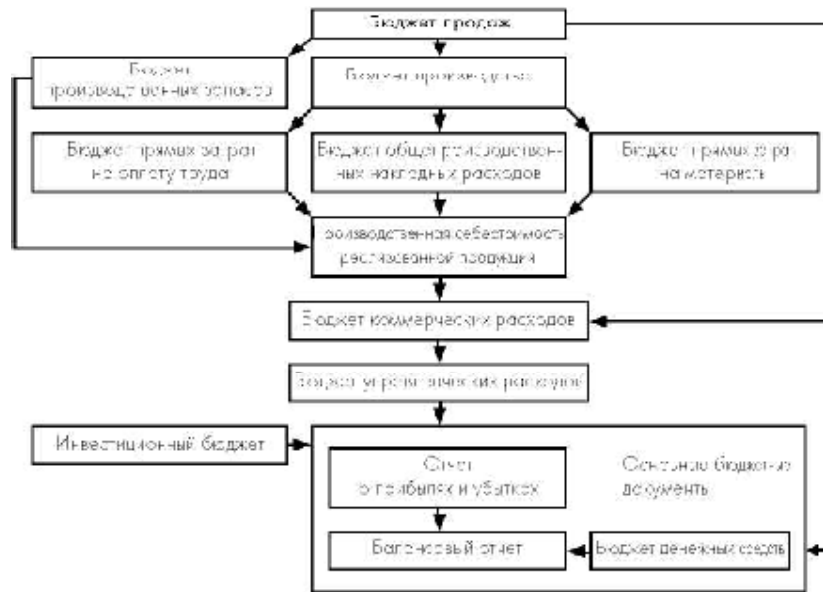 Бюджет продаж
Бюджет
производственных запасов
Бюджет производства
Бюджет прямых затрат
на оплату труда
Бюджет общепроизводствен-
ных накладных расходов
Бюджет прямых затрат
на материалы
Производственная себестоимость
реализованной продукции
Бюджет коммерческих расходов
Бюджет управленческих расходов
Инвестиционный бюджет
Отчет
о прибылях и убытках
Основные бюджетные
документы
Балансовый отчет
Бюджет денежных средств